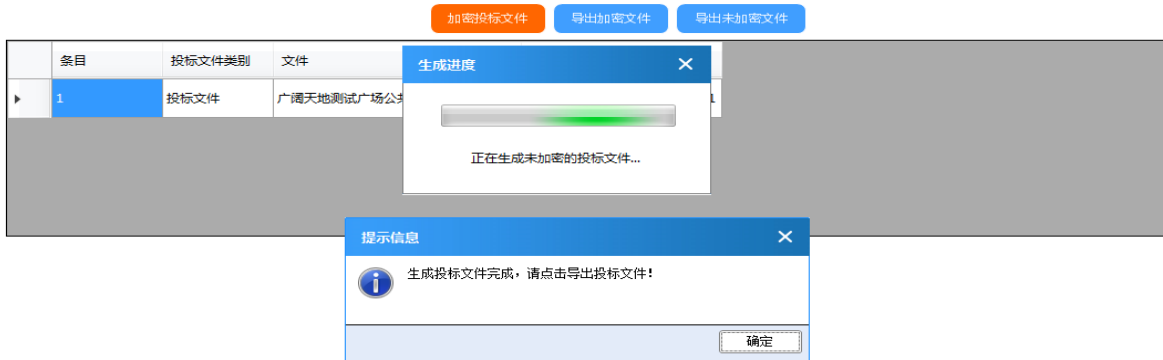 加密投标文件 导出加密文件 导出未加密文件
条目 投标文件类别 文件
生成进度
1 投标文件 广阔天地测试广场公共 1
正在生成未加密的投标文件...
提示信息
生成投标文件完成，请点击导出投标文件！
确定